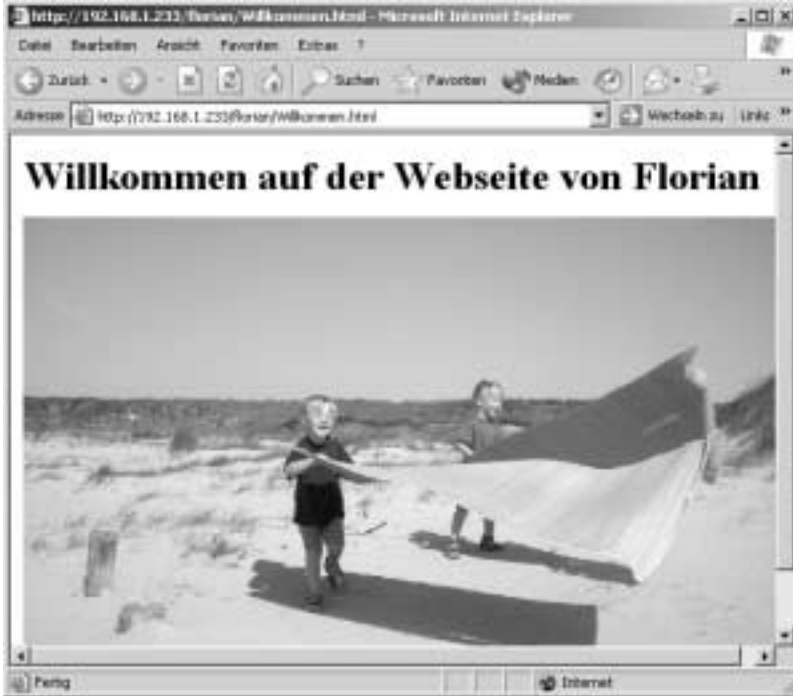 http://192.168.1.233/florian/Willkommen.html - Microsoft Internet Explorer
Datei Bearbeiten Ansicht Favoriten Extras ?
Zurück Suchen Favoriten Medien »
Adresse http://192.168.1.233/florian/Willkommen.html Wechseln zu Links »
Willkommen auf der Webseite von Florian
Fertig Internet